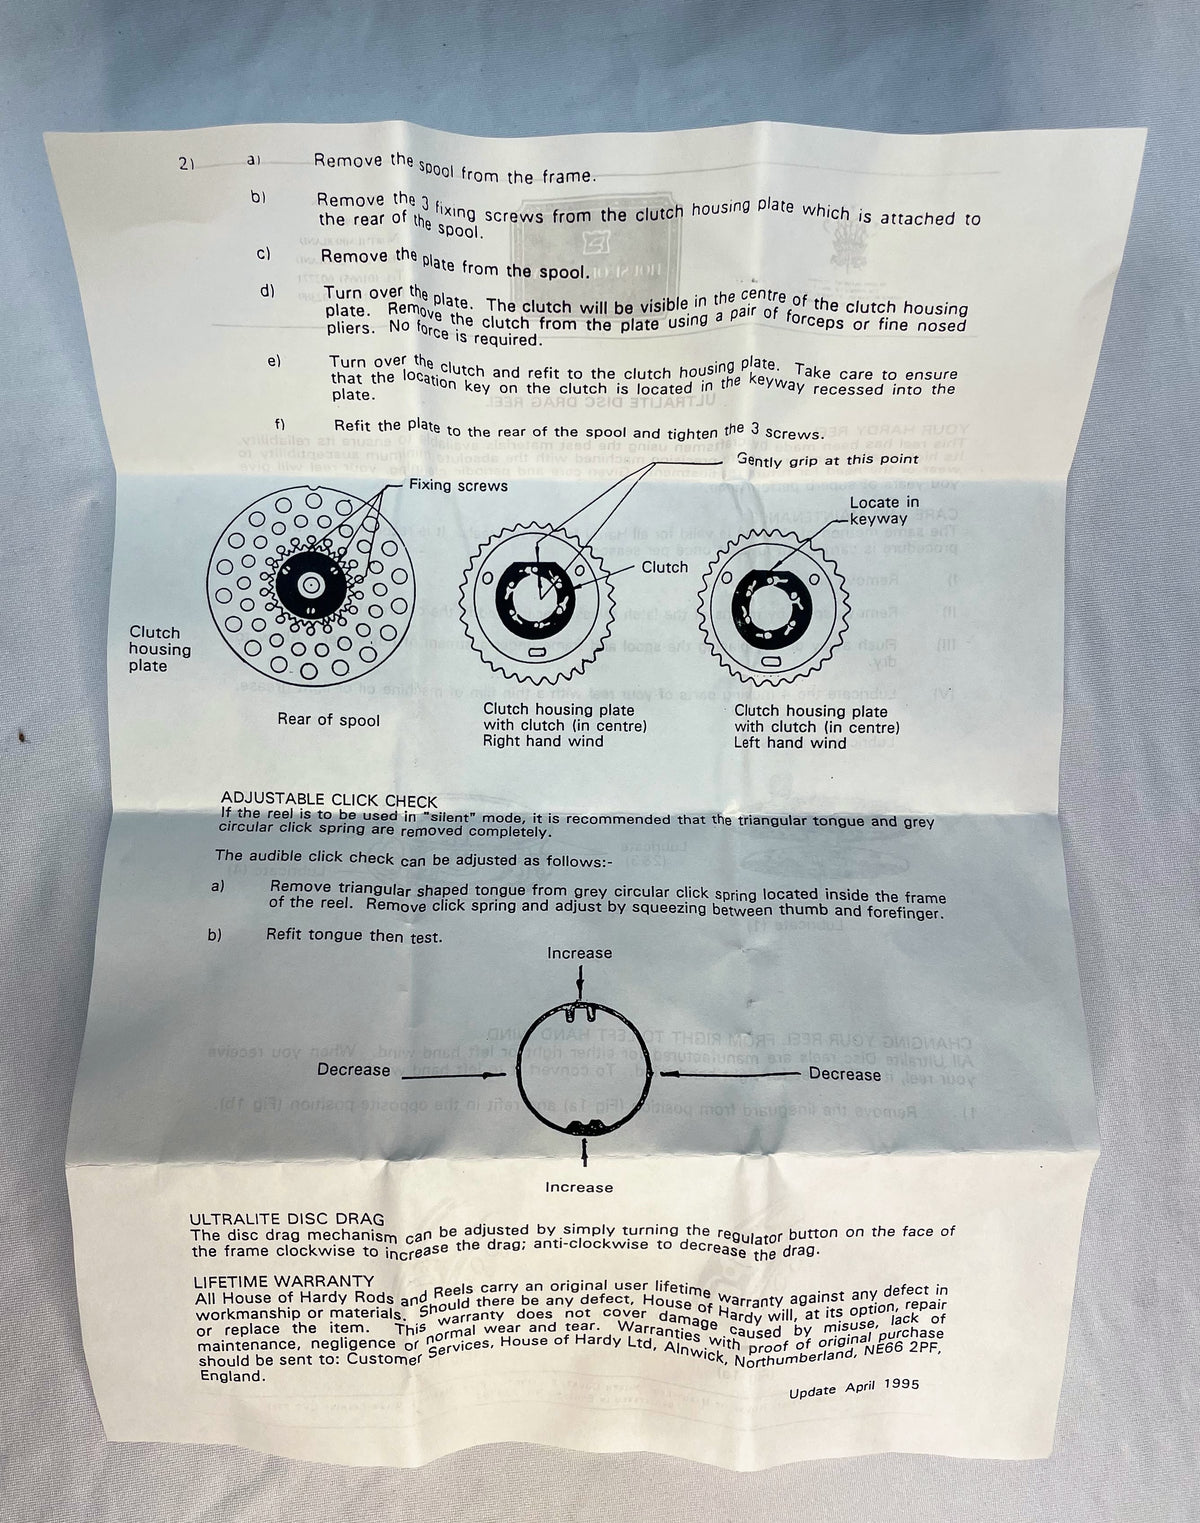 2) a) Remove the spool from the frame.
b) Remove the 3 fixing screws from the clutch housing plate which is attached to
the rear of the spool.
c) Remove the plate from the spool.
d) Turn over the plate. The clutch will be visible in the centre of the clutch housing
plate. Remove the clutch from the plate using a pair of forceps or fine nosed
pliers. No force is required.
e) Turn over the clutch and refit to the clutch housing plate. Take care to ensure
that the location key on the clutch is located in the keyway recessed into the
plate.
f) Refit the plate to the rear of the spool and tighten the 3 screws.
Gently grip at this point
Fixing screws
Locate in
keyway
Clutch
Clutch
housing
plate
Rear of spool
Clutch housing plate
with clutch (in centre)
Right hand wind
Clutch housing plate
with clutch (in centre)
Left hand wind
ADJUSTABLE CLICK CHECK
If the reel is to be used in "silent" mode, it is recommended that the triangular tongue and grey
circular click spring are removed completely.
The audible click check can be adjusted as follows:-
a) Remove triangular shaped tongue from grey circular click spring located inside the frame
of the reel. Remove click spring and adjust by squeezing between thumb and forefinger.
b) Refit tongue then test.
Increase
Decrease
Decrease
Increase
ULTRALITE DISC DRAG
The disc drag mechanism can be adjusted by simply turning the regulator button on the face of
the frame clockwise to increase the drag; anti-clockwise to decrease the drag.
LIFETIME WARRANTY
All House of Hardy Rods and Reels carry an original user lifetime warranty against any defect in
workmanship or materials. Should there be any defect, House of Hardy will, at its option, repair
or replace the item. This warranty does not cover damage caused by misuse, lack of
maintenance, negligence or normal wear and tear. Warranties with proof of original purchase
should be sent to: Customer Services, House of Hardy Ltd, Alnwick, Northumberland, NE66 2PF,
England.
Update April 1995